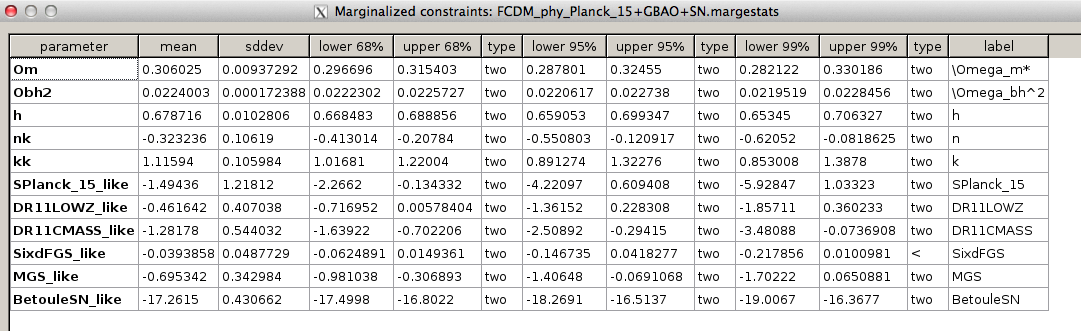 Marginalized constraints: FCDM_phy_Planck_15+GBAO+SN.margestats
parameter mean sddev lower 68% upper 68% type lower 95% upper 95% type lower 99% upper 99% type label
Om 0.306025 0.00937292 0.296696 0.315403 two 0.287801 0.32455 two 0.282122 0.330186 two \Omega_m*
Obh2 0.0224003 0.000172388 0.0222302 0.0225727 two 0.0220617 0.022738 two 0.0219519 0.0228456 two \Omega_bh^2
h 0.678716 0.0102806 0.668483 0.688856 two 0.659053 0.699347 two 0.65345 0.706327 two h
nk -0.323236 0.10619 -0.413014 -0.20784 two -0.550803 -0.120917 two -0.62052 -0.0818625 two n
kk 1.11594 0.105984 1.01681 1.22004 two 0.891274 1.32276 two 0.853008 1.3878 two k
SPlanck_15_like -1.49436 1.21812 -2.2662 -0.134332 two -4.22097 0.609408 two -5.92847 1.03323 two SPlanck_15
DR11LOWZ_like -0.461642 0.407038 -0.716952 0.00578404 two -1.36152 0.228308 two -1.85711 0.360233 two DR11LOWZ
DR11CMASS_like -1.28178 0.544032 -1.63922 -0.702206 two -2.50892 -0.29415 two -3.48088 -0.0736908 two DR11CMASS
SixdFGS_like -0.0393858 0.0487729 -0.0624891 0.0149361 two -0.146735 0.0418277 two -0.217856 0.0100981 < SixdFGS
MGS_like -0.695342 0.342984 -0.981038 -0.306893 two -1.40648 -0.0691068 two -1.70222 0.0650881 two MGS
BetouleSN_like -17.2615 0.430662 -17.4998 -16.8022 two -18.2691 -16.5137 two -19.0067 -16.3677 two BetouleSN